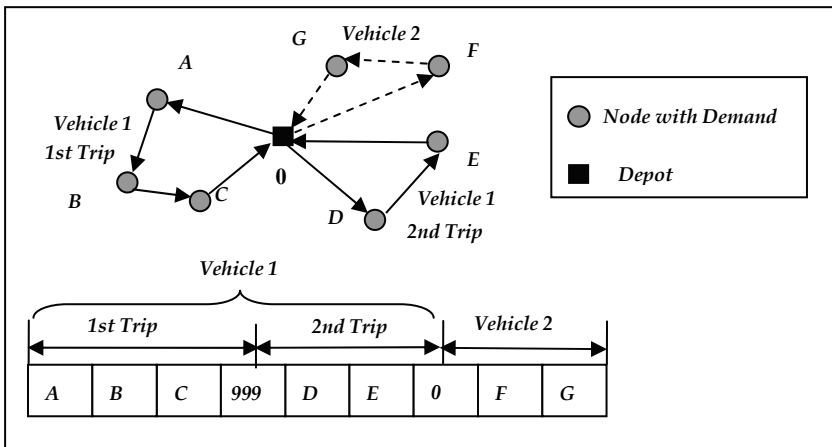 G
Vehicle 2
F
A
Vehicle 1
1st Trip
Node with Demand
E
B
C
0
D
Vehicle 1
2nd Trip
Depot
Vehicle 1
1st Trip
2nd Trip
Vehicle 2
A B C 999 D E 0 F G